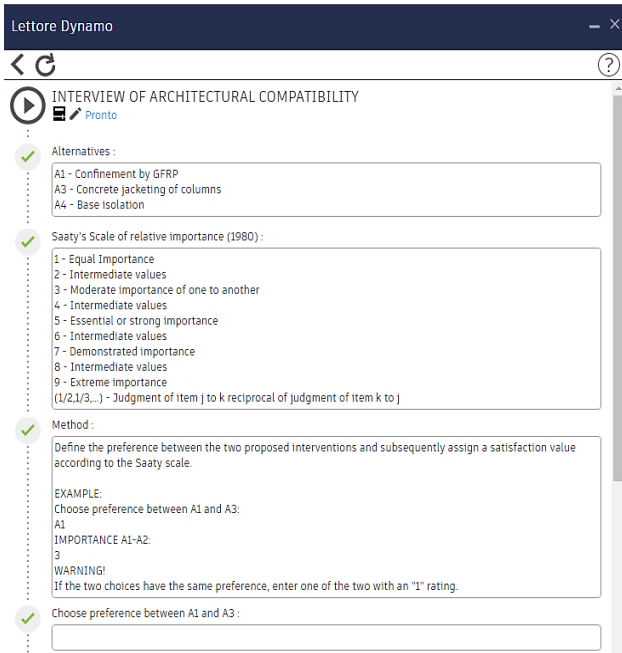 Lettore Dynamo
INTERVIEW OF ARCHITECTURAL COMPATIBILITY
Pronto
Alternatives :
A1 - Confinement by GFRP
A3 - Concrete jacketing of columns
A4 - Base isolation
Saaty's Scale of relative importance (1980) :
1 - Equal Importance
2 - Intermediate values
3 - Moderate importance of one to another
4 - Intermediate values
5 - Essential or strong importance
6 - Intermediate values
7 - Demonstrated importance
8 - Intermediate values
9 - Extreme importance
(1/2,1/3,...) - Judgment of item j to k reciprocal of judgment of item k to j
Method :
Define the preference between the two proposed interventions and subsequently assign a satisfaction value
according to the Saaty scale.
EXAMPLE:
Choose preference between A1 and A3:
A1
IMPORTANCE A1-A2:
3
WARNING!
If the two choices have the same preference, enter one of the two with an "1" rating.
Choose preference between A1 and A3 :